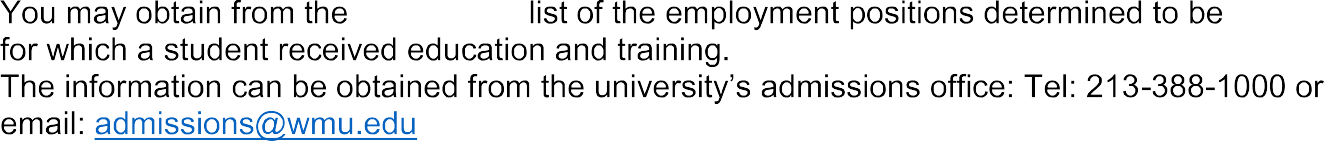 You may obtain from the list of the employment positions determined to be
for which a student received education and training.
The information can be obtained from the university’s admissions office: Tel: 213-388-1000 or
email: admissions@wmu.edu